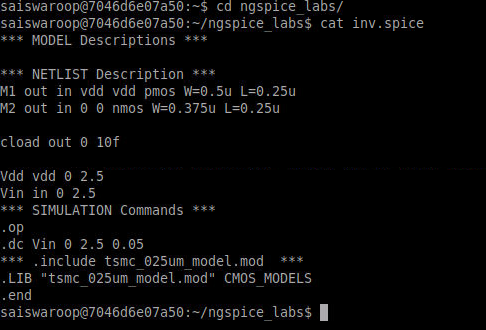 saiswaroop@7046d6e07a50:~$ cd ngspice_labs/
saiswaroop@7046d6e07a50:~/ngspice_labs$ cat inv.spice
*** MODEL Descriptions ***
*** NETLIST Description ***
M1 out in vdd vdd pmos W=0.5u L=0.25u
M2 out in 0 0 nmos W=0.375u L=0.25u
cload out 0 10f
Vdd vdd 0 2.5
Vin in 0 2.5
*** SIMULATION Commands ***
.op
.dc Vin 0 2.5 0.05
*** .include tsmc_025um_model.mod  ***
.LIB "tsmc_025um_model.mod" CMOS_MODELS
.end
saiswaroop@7046d6e07a50:~/ngspice_labs$